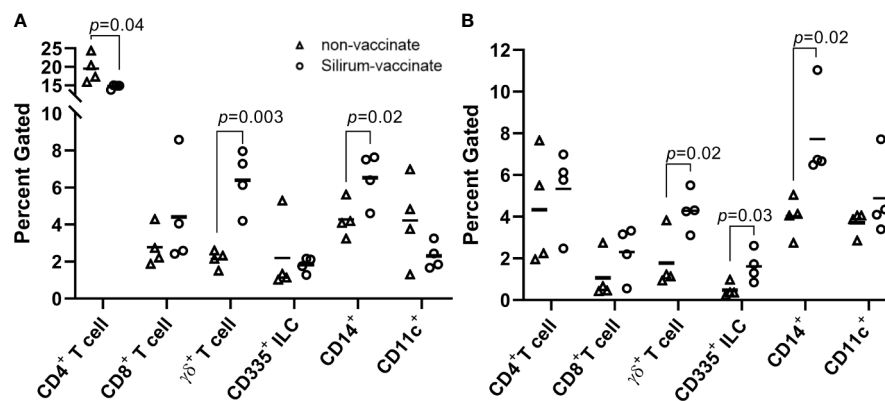 A
p=0.04
25
20
15
10
8
6
4
2
0
Percent Gated
non-vaccinate
Silirum-vaccinate
p=0.003
p=0.02
CD4⁺ T cell
CD8⁺ T cell
γδ⁺ T cell
CD335⁺ ILC
CD14⁺
CD11c⁺
B
12
10
8
6
4
2
0
Percent Gated
p=0.02
p=0.03
p=0.02
CD4⁺ T cell
CD8⁺ T cell
γδ⁺ T cell
CD335⁺ ILC
CD14⁺
CD11c⁺